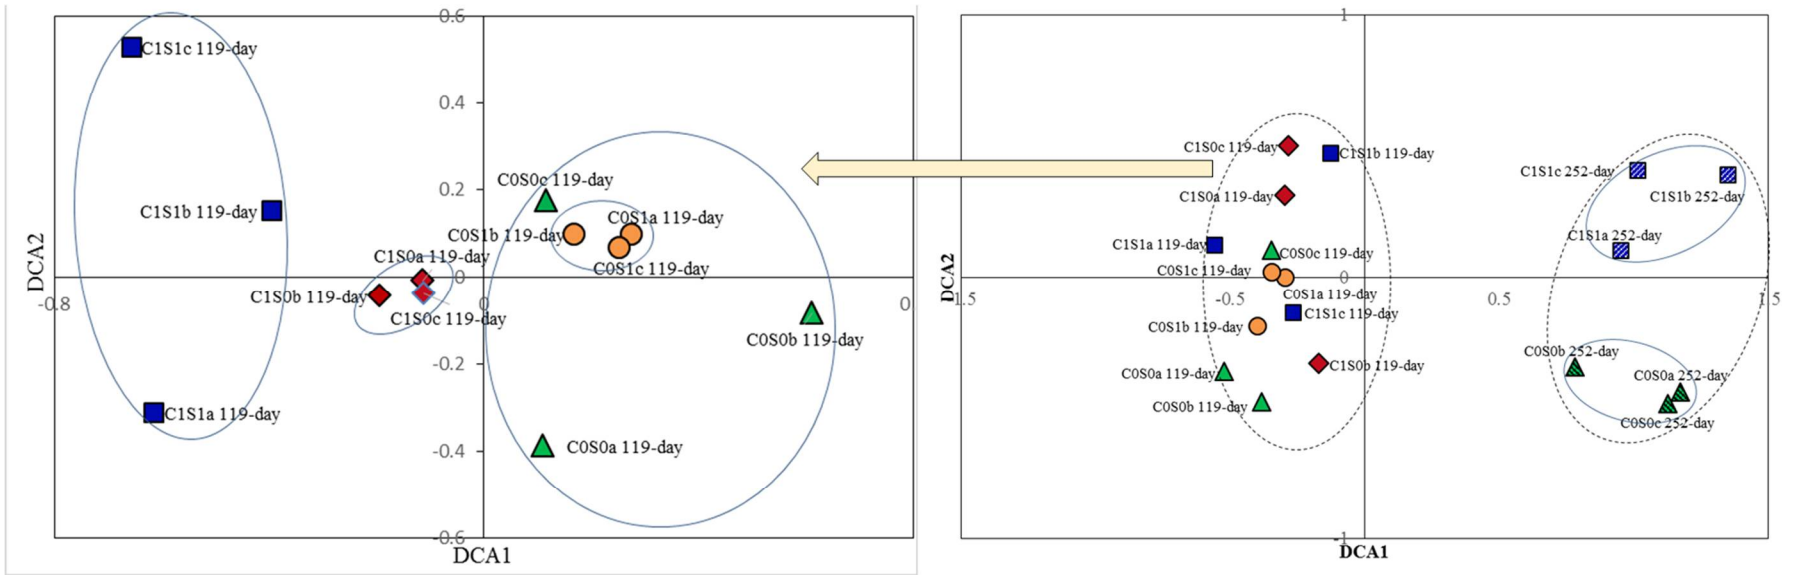 0.6
C1S1c 119-day
0.4
C0S0c 119-day
0.2
C1S1b 119-day
C0S1a 119-day
C0S1b 119-day
C1S0a 119-day
C0S1c 119-day
DCA2
0
-0.8
0
0
C1S0b 119-day
C1S0c 119-day
C0S0b 119-day
-0.2
C1S1a 119-day
C0S0a 119-day
-0.4
-0.6
DCA1
1
C1S0c 119-day
C1S1b 119-day
C1S1c 252-day
C1S0a 119-day
C1S1b 252-day
C1S1a 119-day
C0S0c 119-day
C1S1a 252-day
C0S1c 119-day
0
DCA2
-1.5
-0.5
C0S1a 119-day
0.5
1.5
C1S1c 119-day
C0S1b 119-day
C0S0b 252-day
C1S0b 119-day
C0S0a 119-day
C0S0a 252-day
C0S0b 119-day
C0S0c 252-day
-1
DCA1